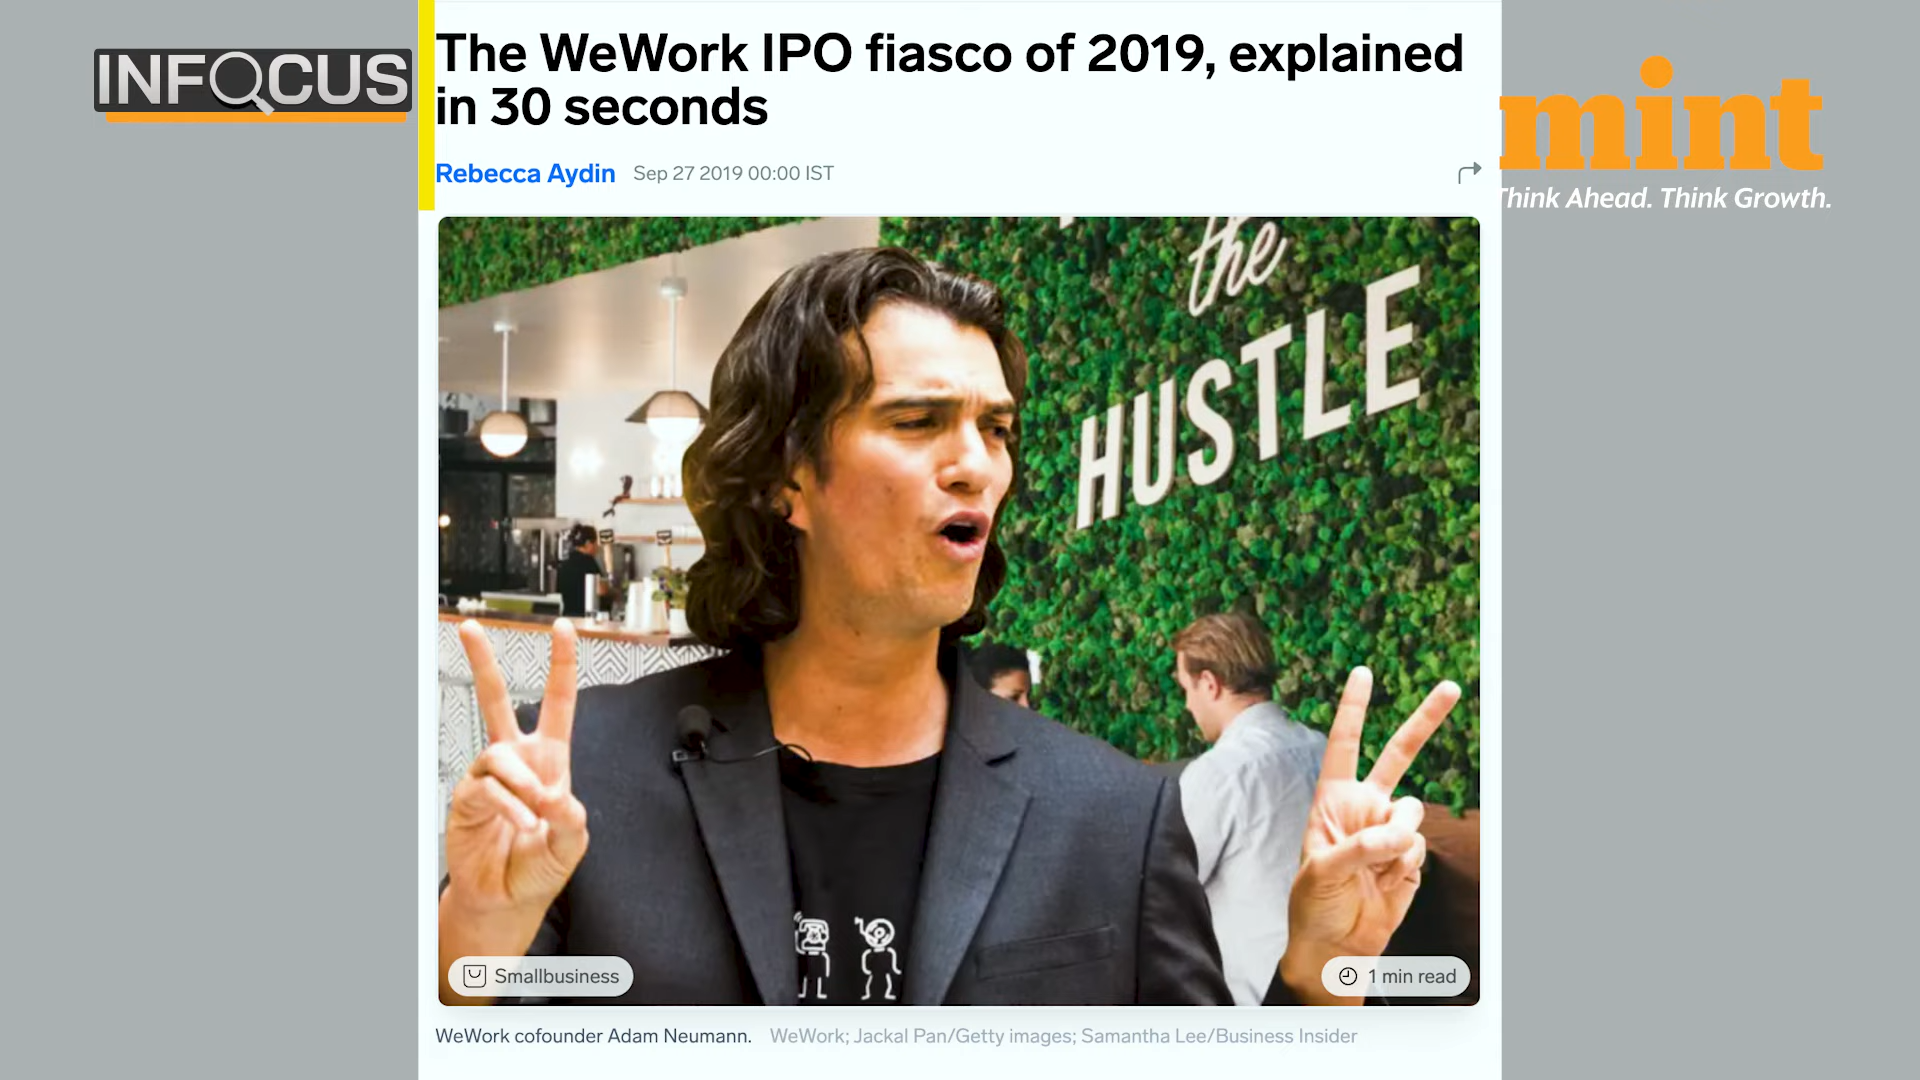 INFOCUS
The WeWork IPO fiasco of 2019, explained
in 30 seconds
mint
Think Ahead. Think Growth.
Rebecca Aydin Sep 27 2019 00:00 IST
the
HUSTLE
Smallbusiness
1 min read
WeWork cofounder Adam Neumann. WeWork; Jackal Pan/Getty images; Samantha Lee/Business Insider